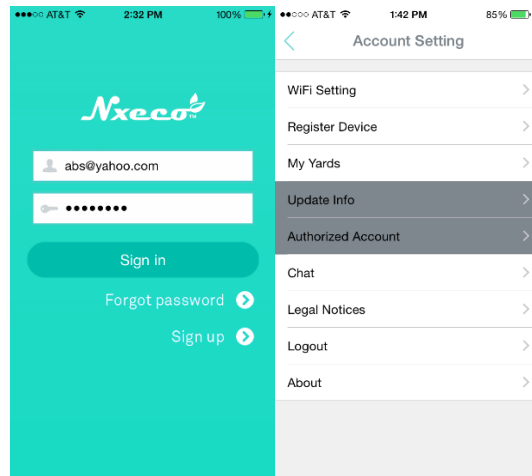 AT&T 2:32 PM 100%
Nxeco™
abs@yahoo.com
••••••••
Sign in
Forgot password
Sign up
AT&T 1:42 PM 85%
Account Setting
WiFi Setting
Register Device
My Yards
Update Info
Authorized Account
Chat
Legal Notices
Logout
About